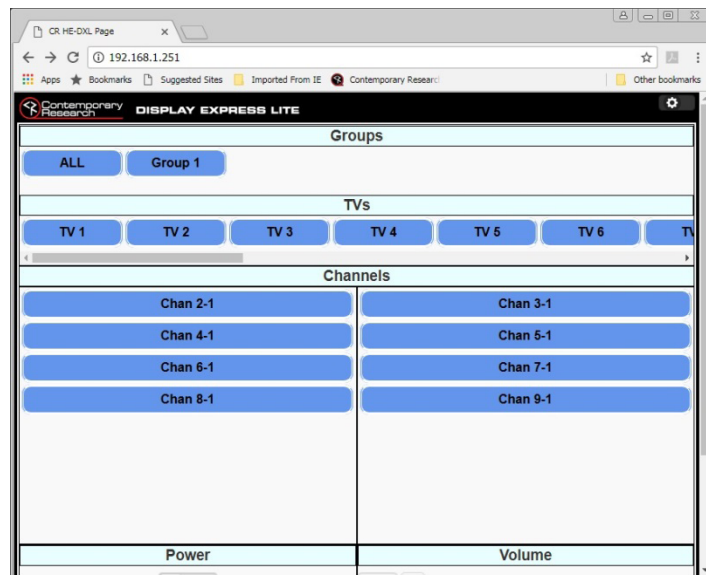 CR HE-DXL Page
192.168.1.251
Apps Bookmarks Suggested Sites Imported From IE Contemporary Research Other bookmarks
Contemporary Research DISPLAY EXPRESS LITE
Groups
ALL Group 1
TVs
TV 1 TV 2 TV 3 TV 4 TV 5 TV 6
Channels
Chan 2-1 Chan 3-1
Chan 4-1 Chan 5-1
Chan 6-1 Chan 7-1
Chan 8-1 Chan 9-1
Power Volume